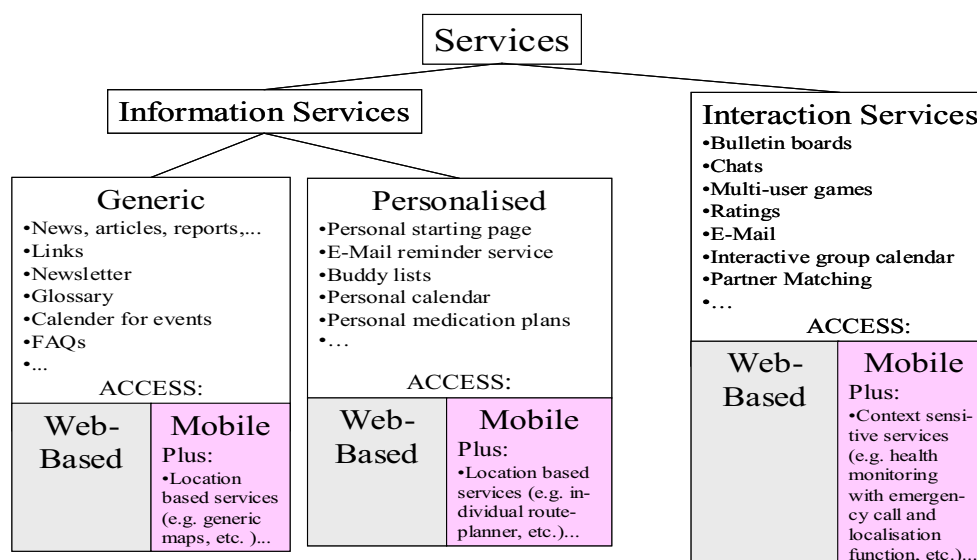 Services
Information Services
Generic
•News, articles, reports,...
•Links
•Newsletter
•Glossary
•Calender for events
•FAQs
•...
ACCESS:
Web-
Based
Mobile
Plus:
•Location
based services
(e.g. generic
maps, etc. )...
Personalised
•Personal starting page
•E-Mail reminder service
•Buddy lists
•Personal calendar
•Personal medication plans
•…
ACCESS:
Web-
Based
Mobile
Plus:
•Location based
services (e.g. in-
dividual route-
planner, etc.)...
Interaction Services
•Bulletin boards
•Chats
•Multi-user games
•Ratings
•E-Mail
•Interactive group calendar
•Partner Matching
•…
ACCESS:
Web-
Based
Mobile
Plus:
•Context sensi-
tive services
(e.g. health
monitoring
with emergen-
cy call and
localisation
function, etc.)...